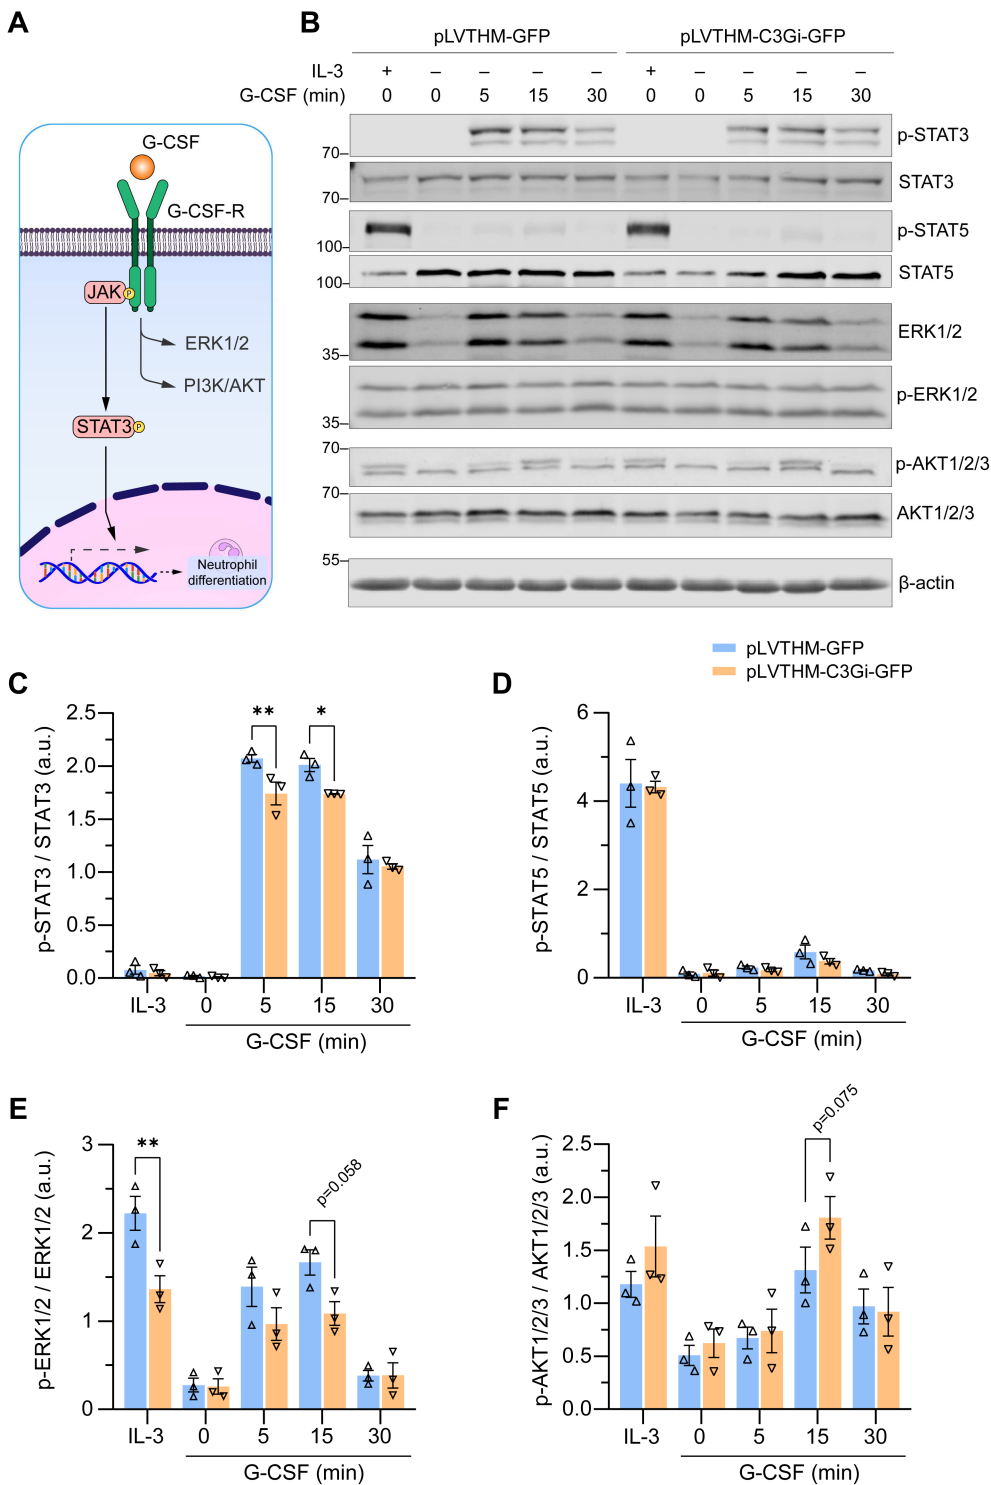 A
G-CSF
G-CSF-R
JAK
P
ERK1/2
PI3K/AKT
STAT3
P
Neutrophil
differentiation
B
pLVTHM-GFP pLVTHM-C3Gi-GFP
IL-3 + – – – – + – – – –
G-CSF (min) 0 0 5 15 30 0 0 5 15 30
p-STAT3
70–
STAT3
70–
p-STAT5
100–
STAT5
100–
ERK1/2
35–
p-ERK1/2
35–
70–
p-AKT1/2/3
70–
AKT1/2/3
55–
β-actin
pLVTHM-GFP
pLVTHM-C3Gi-GFP
C
p-STAT3 / STAT3 (a.u.)
2.5
2.0
1.5
1.0
0.5
0.0
** *
IL-3 0 5 15 30
G-CSF (min)
D
p-STAT5 / STAT5 (a.u.)
6
4
2
0
IL-3 0 5 15 30
G-CSF (min)
E
p-ERK1/2 / ERK1/2 (a.u.)
3
2
1
0
**
p=0.058
IL-3 0 5 15 30
G-CSF (min)
F
p-AKT1/2/3 / AKT1/2/3 (a.u.)
2.5
2.0
1.5
1.0
0.5
0.0
p=0.075
IL-3 0 5 15 30
G-CSF (min)